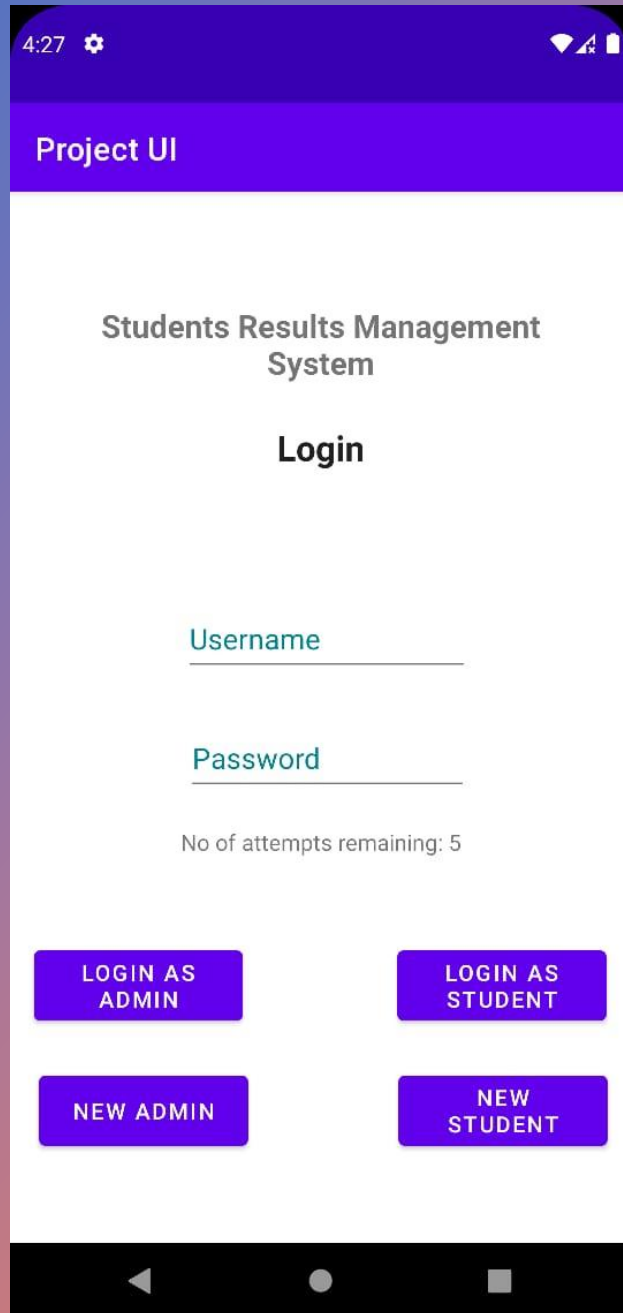 4:27
Project UI
Students Results Management
System
Login
Username
Password
No of attempts remaining: 5
LOGIN AS
ADMIN
LOGIN AS
STUDENT
NEW ADMIN
NEW
STUDENT